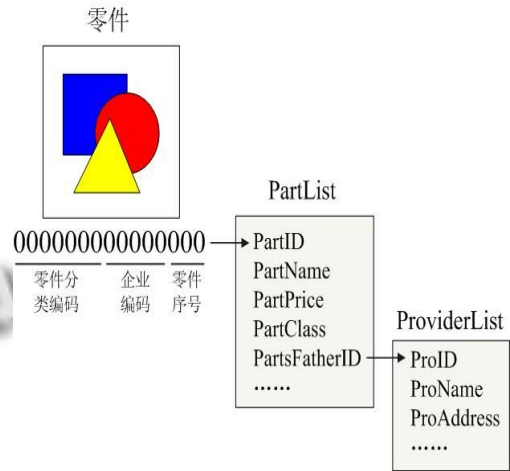 零件
000000000000000
零件分类编码
企业编码
零件序号
PartList
PartID
PartName
PartPrice
PartClass
PartsFatherID
……
ProviderList
ProID
ProName
ProAddress
……